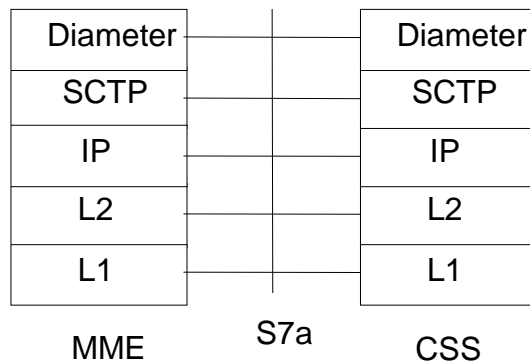 Diameter Diameter
SCTP SCTP
IP IP
L2 L2
L1 L1
S7a
MME CSS